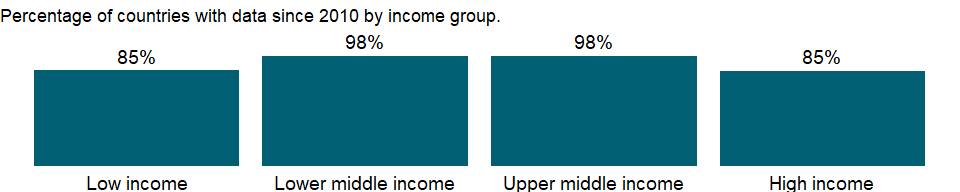 Percentage of countries with data since 2010 by income group.
85% 98% 98% 85%
Low income Lower middle income Upper middle income High income